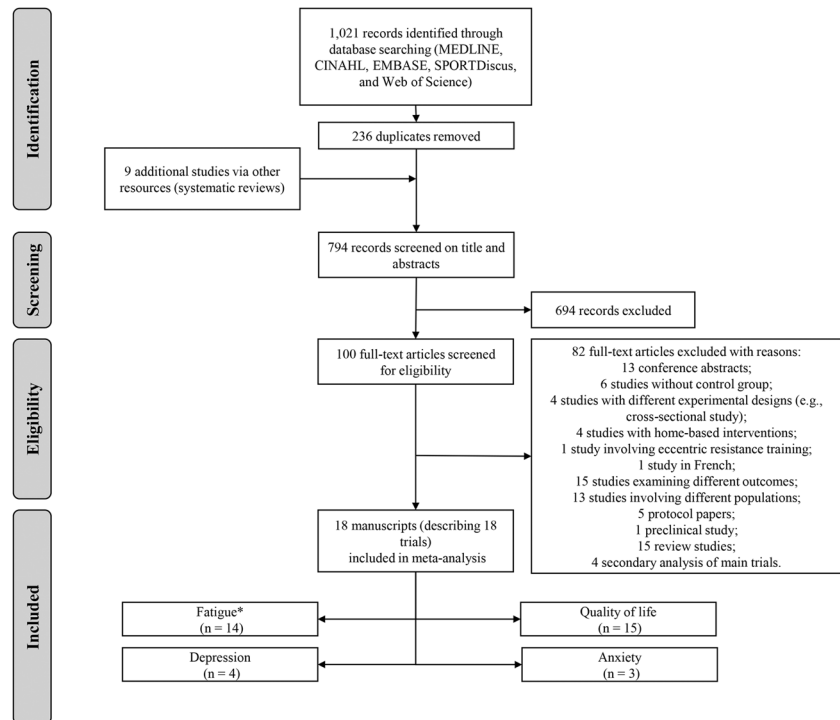 Identification
1,021 records identified through
database searching (MEDLINE,
CINAHL, EMBASE, SPORTDiscus,
and Web of Science)
236 duplicates removed
9 additional studies via other
resources (systematic reviews)
Screening
794 records screened on title and
abstracts
694 records excluded
Eligibility
100 full-text articles screened
for eligibility
82 full-text articles excluded with reasons:
13 conference abstracts;
6 studies without control group;
4 studies with different experimental designs (e.g.,
cross-sectional study);
4 studies with home-based interventions;
1 study involving eccentric resistance training;
1 study in French;
15 studies examining different outcomes;
13 studies involving different populations;
5 protocol papers;
1 preclinical study;
15 review studies;
4 secondary analysis of main trials.
Included
18 manuscripts (describing 18
trials)
included in meta-analysis
Fatigue*
(n = 14)
Quality of life
(n = 15)
Depression
(n = 4)
Anxiety
(n = 3)